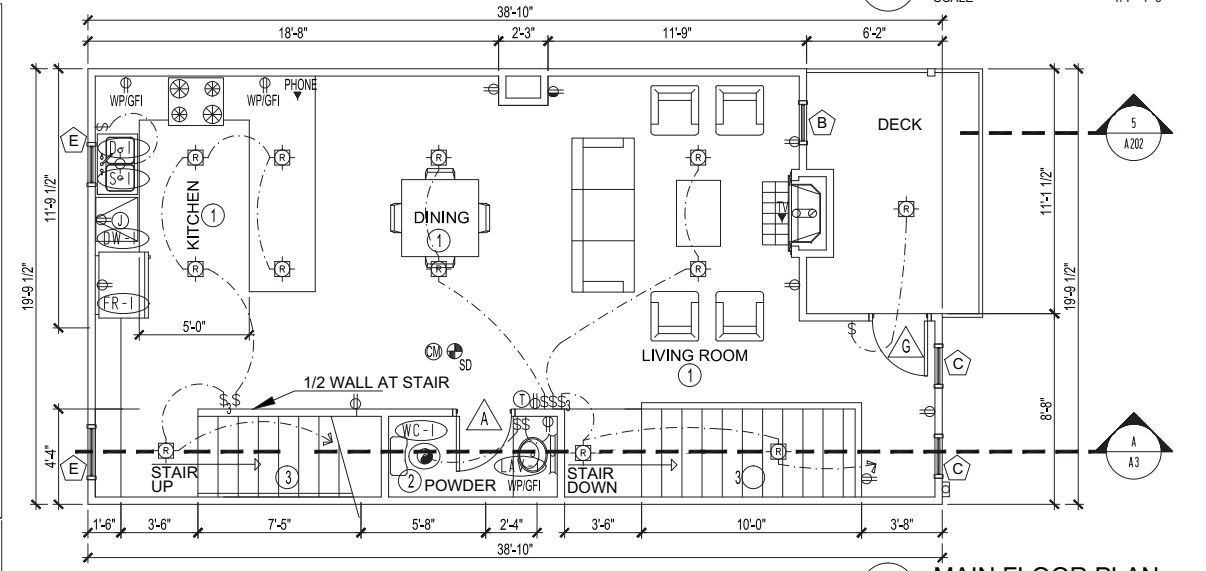 SCALE
38'-10"
18'-8"
2'-3"
11'-9"
6'-2"
PHONE
WP/GFI
WP/GFI
E
B
DECK
5
A202
D-1
S-1
R
R
R
R
R
11'-9 1/2"
KITCHEN
1
DINING
1
TV
R
11'-1 1/2"
J
DW-1
19'-9 1/2"
19'-9 1/2"
R
R
R
R
FR-1
5'-0"
G
CM
SD
LIVING ROOM
1
C
1/2 WALL AT STAIR
$$3
T
$$$3
A
8'-8"
4'-4"
WC-1
A
A3
E
R
R
R
C
STAIR
UP
3
2
POWDER
LAV
WP/GFI
STAIR
DOWN
3
1'-6"
3'-6"
7'-5"
5'-8"
2'-4"
3'-6"
10'-0"
3'-8"
38'-10"
MAIN FLOOR PLAN